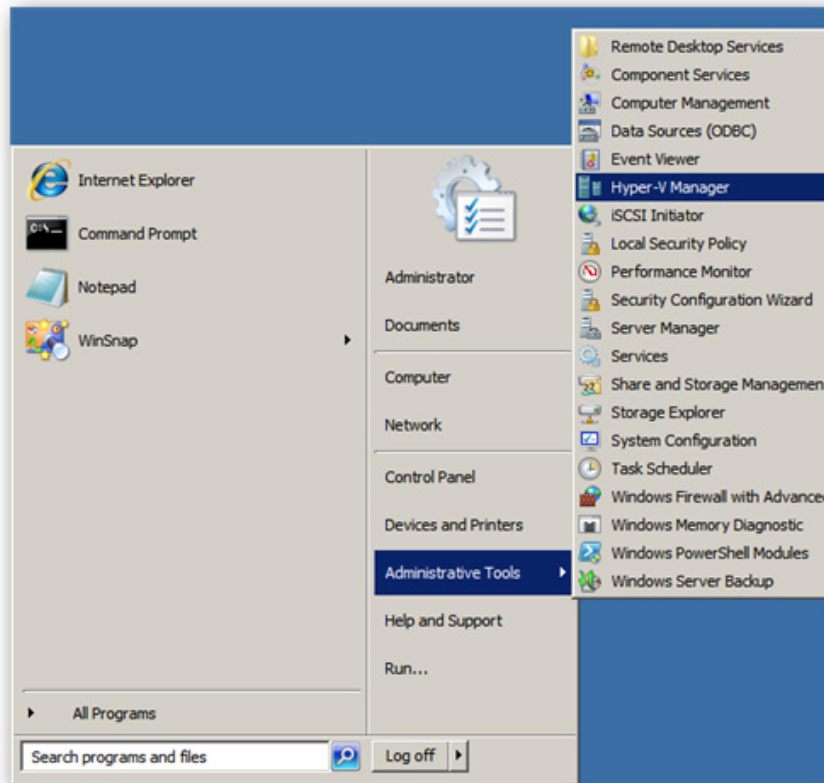 Internet Explorer
Command Prompt
Notepad
WinSnap
All Programs
Search programs and files
Administrator
Documents
Computer
Network
Control Panel
Devices and Printers
Administrative Tools
Help and Support
Run...
Log off
Remote Desktop Services
Component Services
Computer Management
Data Sources (ODBC)
Event Viewer
Hyper-V Manager
iSCSI Initiator
Local Security Policy
Performance Monitor
Security Configuration Wizard
Server Manager
Services
Share and Storage Managemen
Storage Explorer
System Configuration
Task Scheduler
Windows Firewall with Advanced
Windows Memory Diagnostic
Windows PowerShell Modules
Windows Server Backup